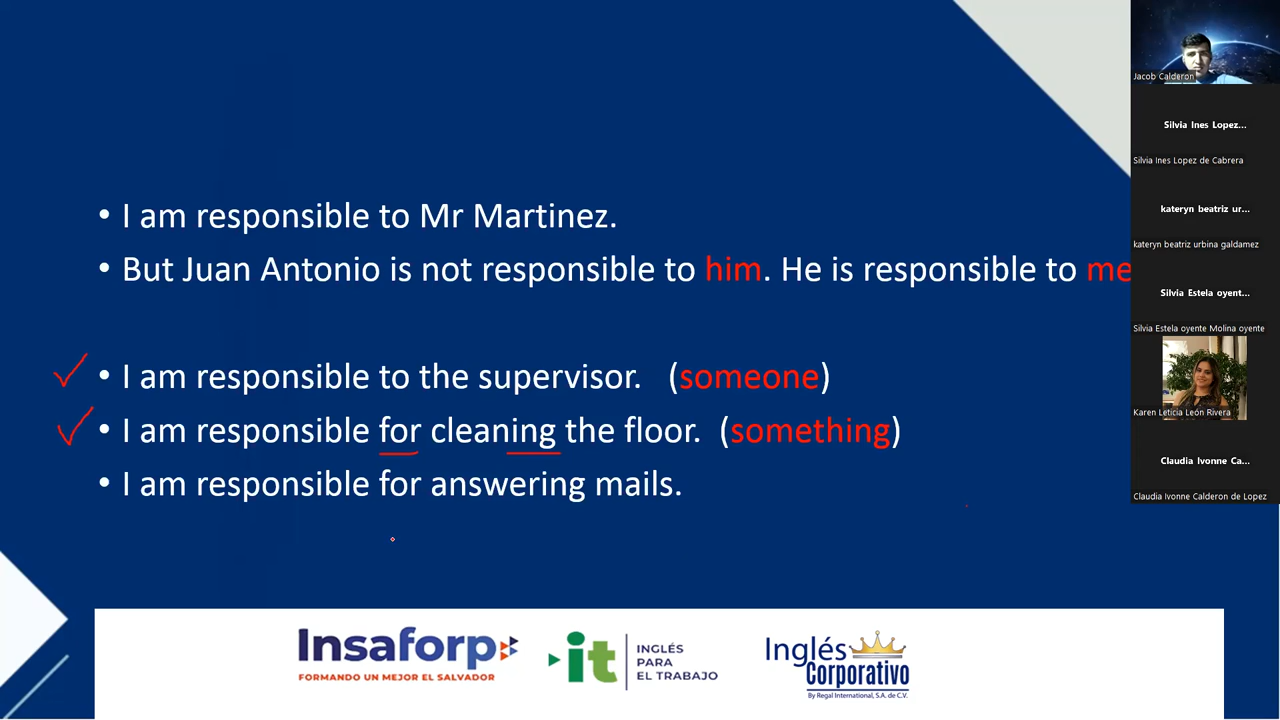 • I am responsible to Mr Martinez.
• But Juan Antonio is not responsible to him. He is responsible to me
• I am responsible to the supervisor. (someone)
• I am responsible for cleaning the floor. (something)
• I am responsible for answering mails.
Jacob Calderon
Silvia Ines Lopez...
Silvia Ines Lopez de Cabrera
kateryn beatriz ur...
kateryn beatriz urbina galdamez
Silvia Estela oyent...
Silvia Estela oyente Molina oyente
Karen Leticia León Rivera
Claudia Ivonne Ca...
Claudia Ivonne Calderon de Lopez
Insaforp
FORMANDO UN MEJOR EL SALVADOR
it
INGLÉS
PARA
EL TRABAJO
Inglés
Corporativo
By Regal International, S.A. de C.V.